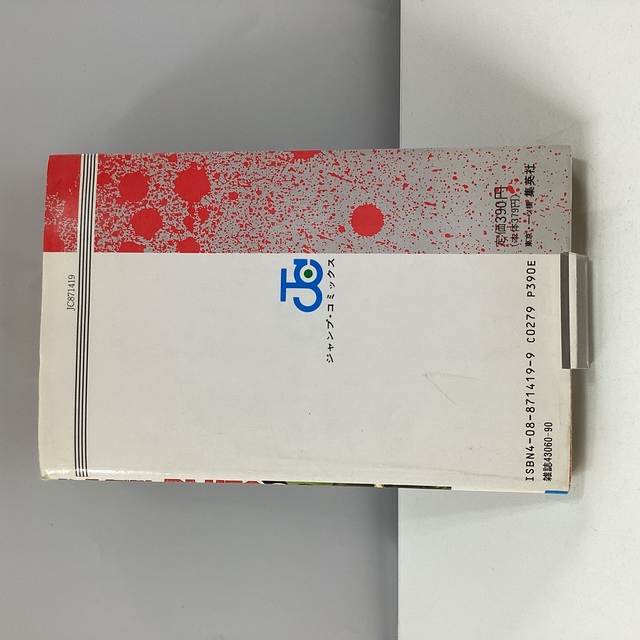 JC871419
JC
ジャンプ・コミックス
定価390円
(本体379円)
集英社
ISBN4-08-871419-9 C0279 P390E
雑誌43060-90